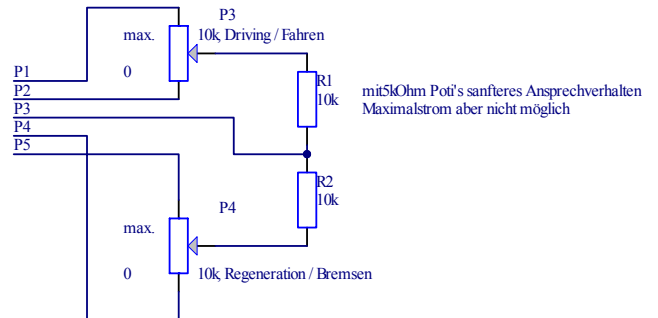 P3
max.
10k, Driving / Fahren
0
P1
P2
P3
P4
P5
R1
10k
mit5kOhm Poti's sanfteres Ansprechverhalten
Maximalstrom aber nicht möglich
R2
10k
P4
max.
0
10k, Regeneration / Bremsen